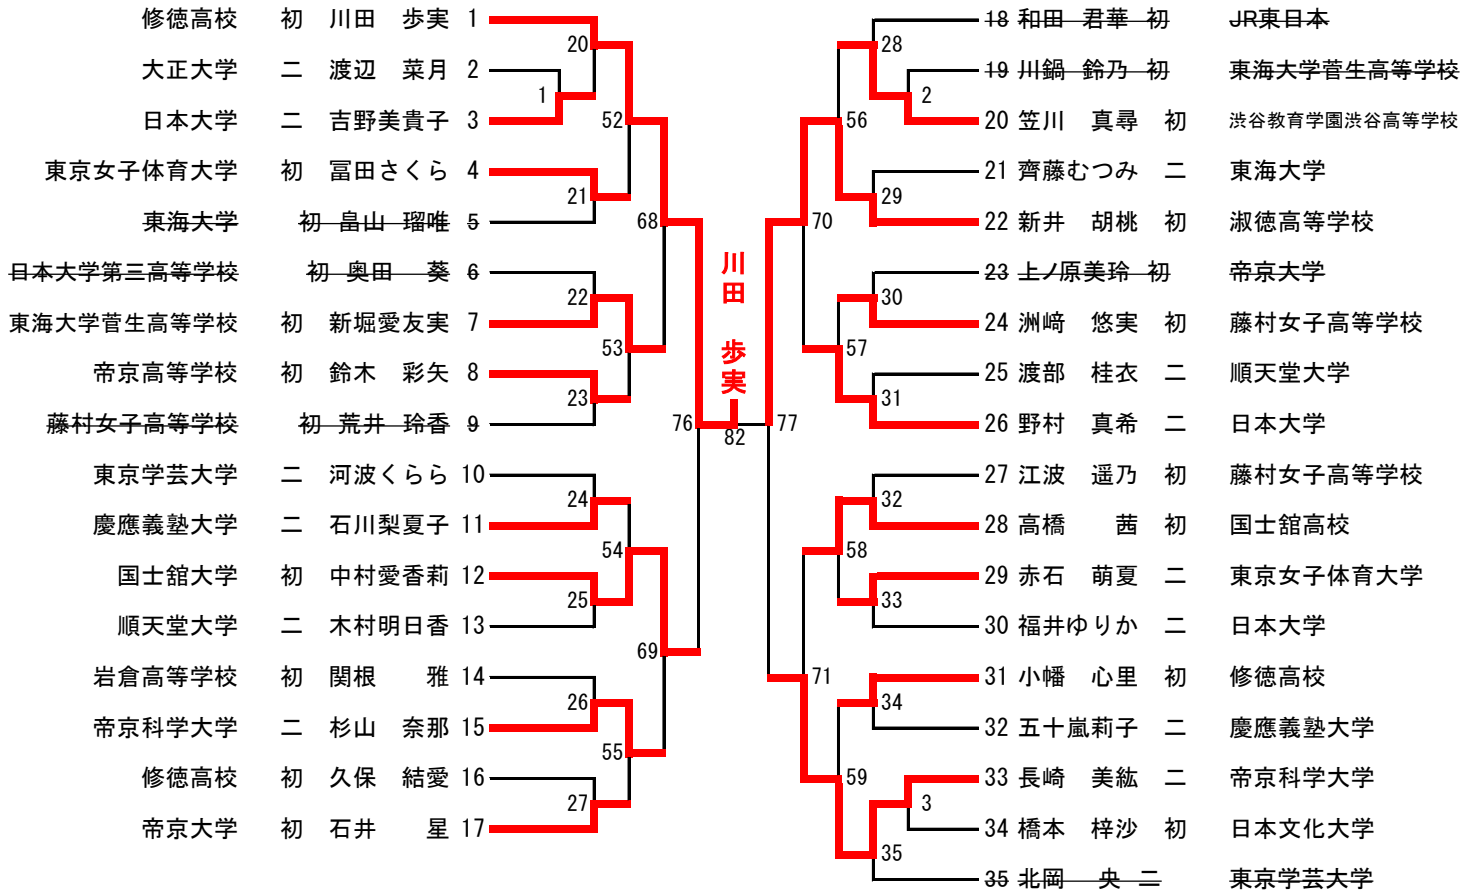 修徳高校 初 川田 歩実 1
大正大学 二 渡辺 菜月 2
日本大学 二 吉野美貴子 3
東京女子体育大学 初 冨田さくら 4
東海大学 初 畠山 瑠唯 5
日本大学第三高等学校 初 奥田 葵 6
東海大学菅生高等学校 初 新堀愛友実 7
帝京高等学校 初 鈴木 彩矢 8
藤村女子高等学校 初 荒井 玲香 9
東京学芸大学 二 河波くらら 10
慶應義塾大学 二 石川梨夏子 11
国士舘大学 初 中村愛香莉 12
順天堂大学 二 木村明日香 13
岩倉高等学校 初 関根 雅 14
帝京科学大学 二 杉山 奈那 15
修徳高校 初 久保 結愛 16
帝京大学 初 石井 星 17
20
1
52
21
68
22
53
23
76
24
54
25
69
26
55
27
川田 歩実
82
77
28
2
56
29
70
30
57
31
32
58
33
71
34
59
3
35
18 和田 君華 初 JR東日本
19 川鍋 鈴乃 初 東海大学菅生高等学校
20 笠川 真尋 初 渋谷教育学園渋谷高等学校
21 齊藤むつみ 二 東海大学
22 新井 胡桃 初 淑徳高等学校
23 上ノ原美玲 初 帝京大学
24 洲﨑 悠実 初 藤村女子高等学校
25 渡部 桂衣 二 順天堂大学
26 野村 真希 二 日本大学
27 江波 遥乃 初 藤村女子高等学校
28 高橋 茜 初 国士舘高校
29 赤石 萌夏 二 東京女子体育大学
30 福井ゆりか 二 日本大学
31 小幡 心里 初 修徳高校
32 五十嵐莉子 二 慶應義塾大学
33 長崎 美紘 二 帝京科学大学
34 橋本 梓沙 初 日本文化大学
35 北岡 央 二 東京学芸大学